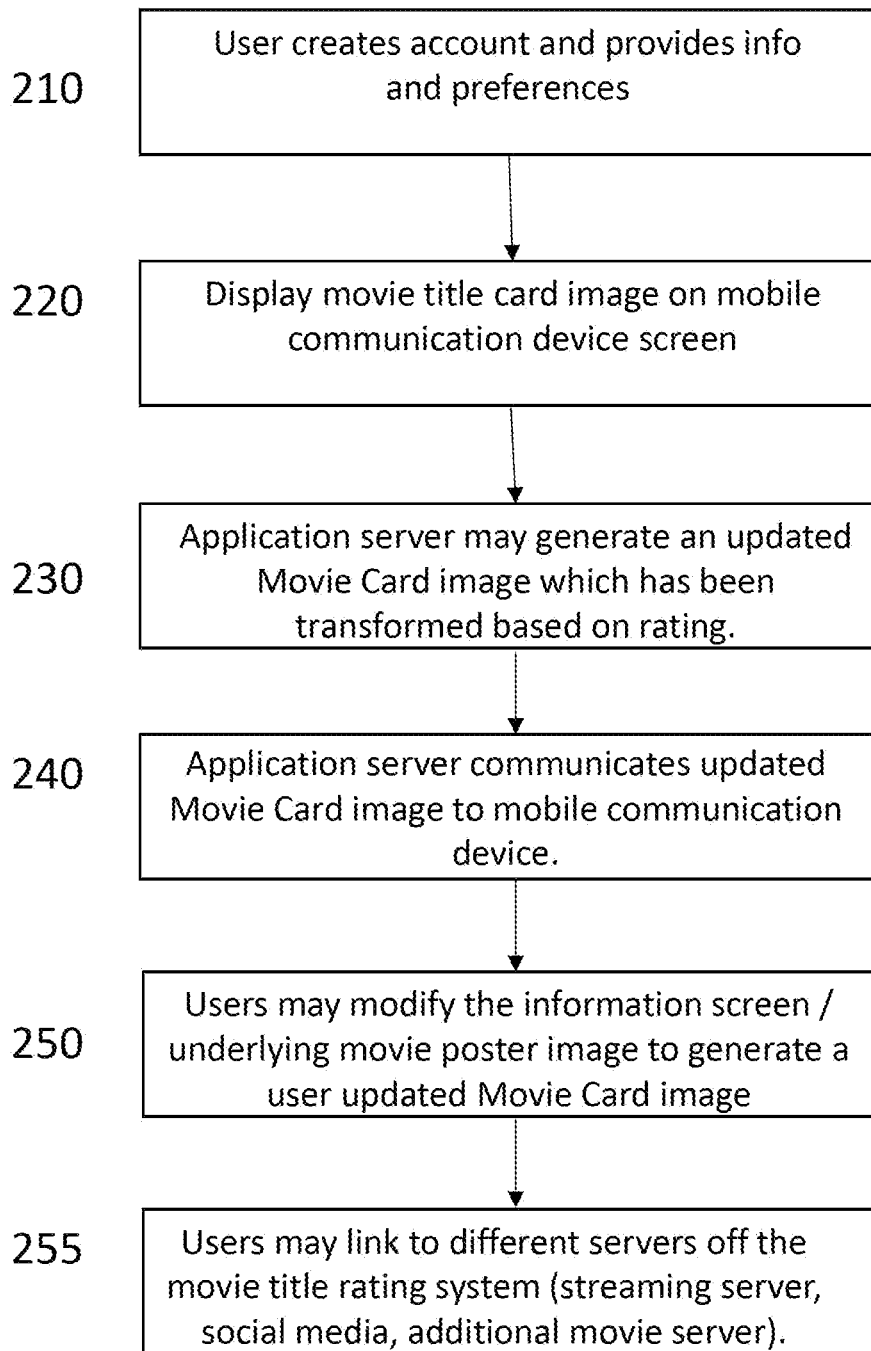 210
User creates account and provides info
and preferences
220
Display movie title card image on mobile
communication device screen
230
Application server may generate an updated
Movie Card image which has been
transformed based on rating.
240
Application server communicates updated
Movie Card image to mobile communication
device.
250
Users may modify the information screen /
underlying movie poster image to generate a
user updated Movie Card image
255
Users may link to different servers off the
movie title rating system (streaming server,
social media, additional movie server).